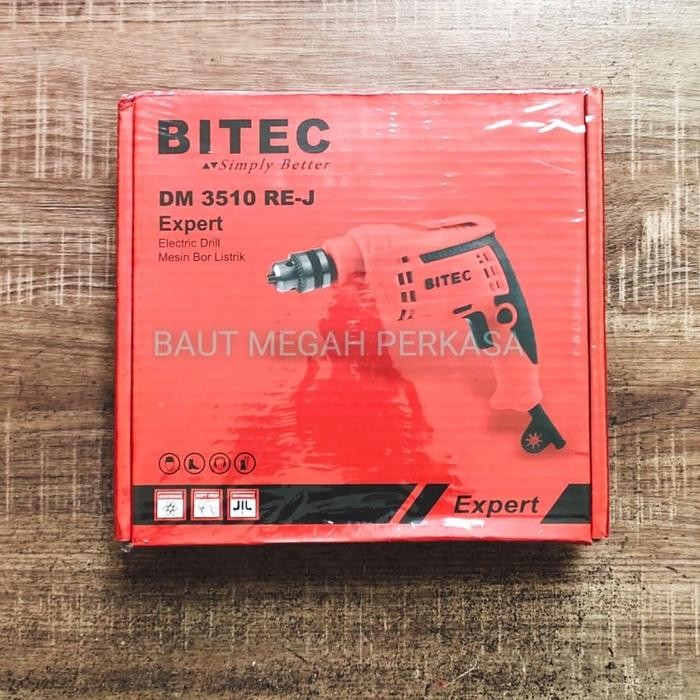 BITEC
Simply Better
DM 3510 RE-J
Expert
Electric Drill
Mesin Bor Listrik
BITEC
BAUT MEGAH PERKASA
Expert